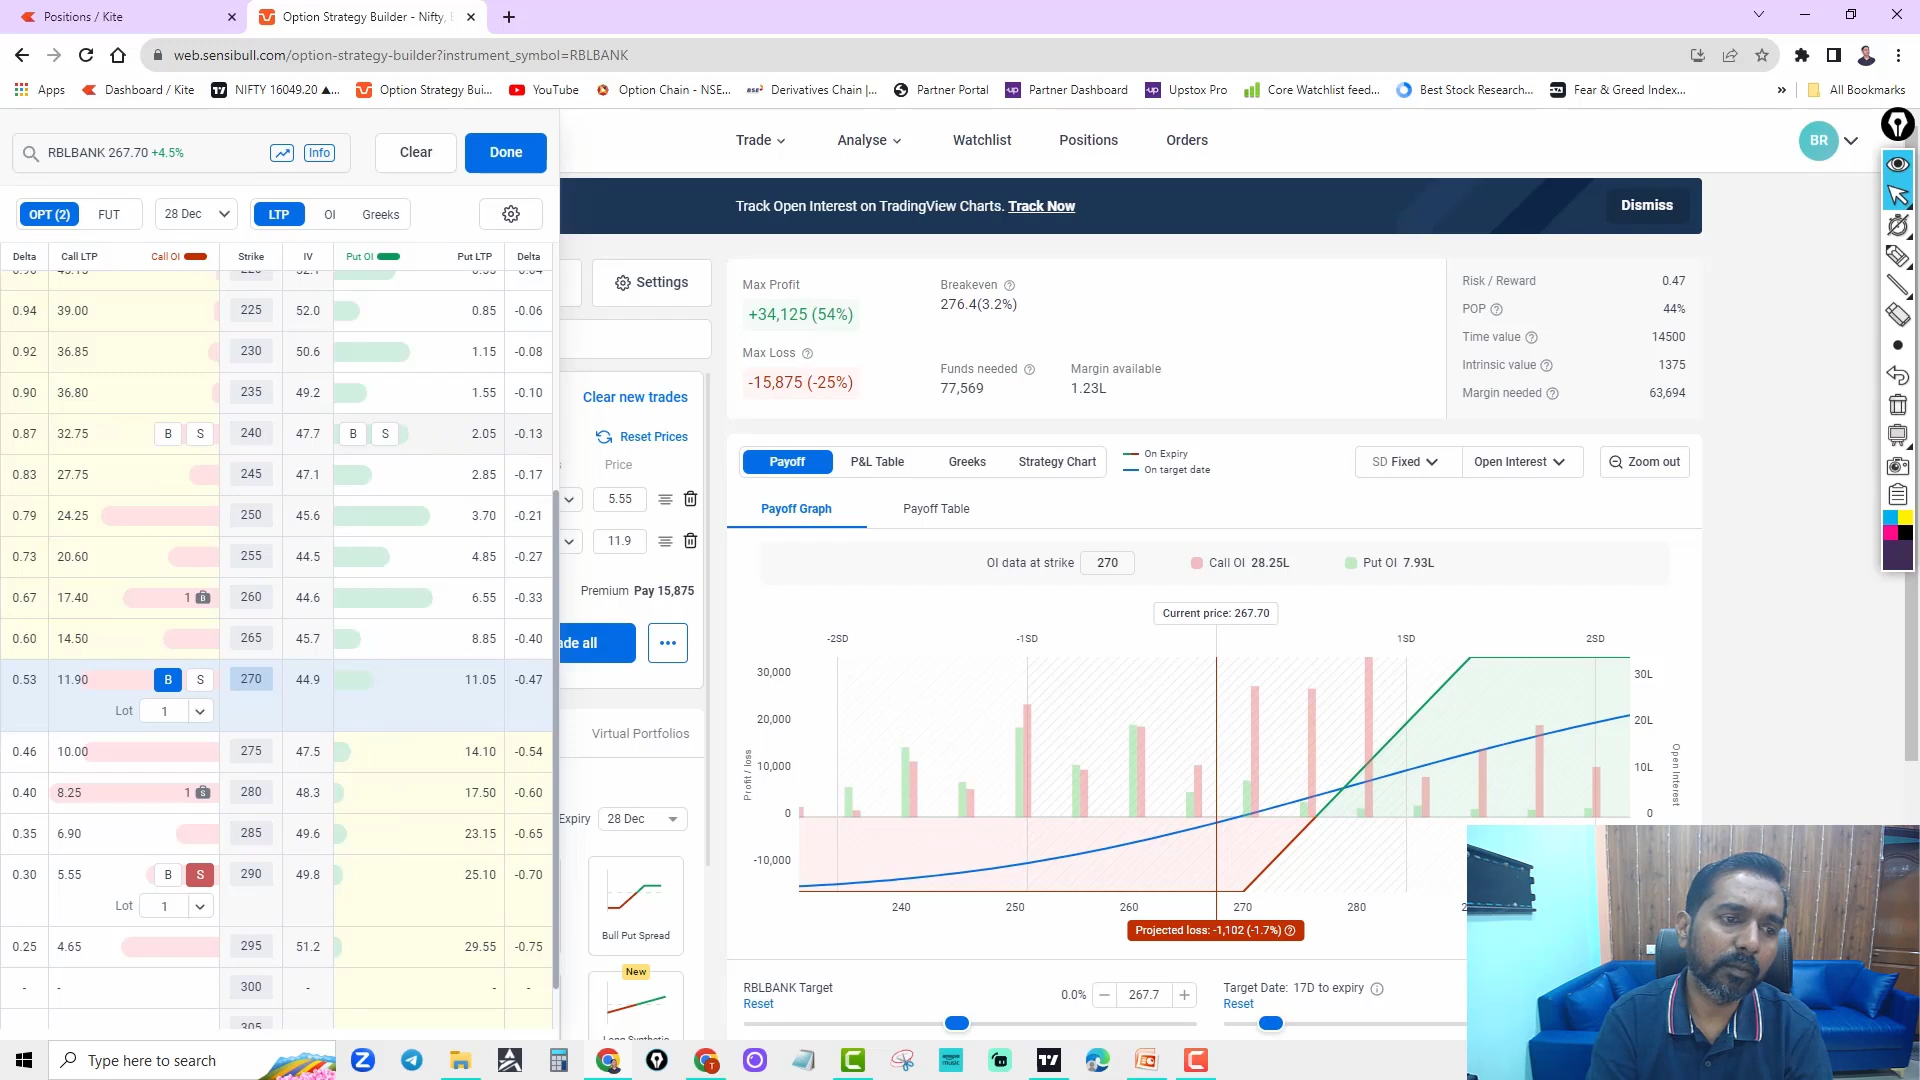 Positions / Kite
Option Strategy Builder - Nifty,
web.sensibull.com/option-strategy-builder?instrument_symbol=RBLBANK
Apps
Dashboard / Kite
NIFTY 16049.20 ▲...
Option Strategy Bui...
YouTube
Option Chain - NSE...
Derivatives Chain |...
Partner Portal
Partner Dashboard
Upstox Pro
Core Watchlist feed...
Best Stock Research...
Fear & Greed Index...
»
All Bookmarks
RBLBANK 267.70 +4.5%
Info
Clear
Done
Trade
Analyse
Watchlist
Positions
Orders
BR
OPT (2)
FUT
28 Dec
LTP
OI
Greeks
Track Open Interest on TradingView Charts. Track Now
Dismiss
Delta Call LTP Call OI Strike IV Put OI Put LTP Delta
0.94 39.00 225 52.0 0.85 -0.06
0.92 36.85 230 50.6 1.15 -0.08
0.90 36.80 235 49.2 1.55 -0.10
0.87 32.75 B S 240 47.7 B S 2.05 -0.13
0.83 27.75 245 47.1 2.85 -0.17
0.79 24.25 250 45.6 3.70 -0.21
0.73 20.60 255 44.5 4.85 -0.27
0.67 17.40 1 260 44.6 6.55 -0.33
0.60 14.50 265 45.7 8.85 -0.40
0.53 11.90 B S 270 44.9 11.05 -0.47
Lot 1
0.46 10.00 275 47.5 14.10 -0.54
0.40 8.25 1 S 280 48.3 17.50 -0.60
0.35 6.90 285 49.6 23.15 -0.65
0.30 5.55 B S 290 49.8 25.10 -0.70
Lot 1
0.25 4.65 295 51.2 29.55 -0.75
- - 300 - - -
305
Settings
Clear new trades
Reset Prices
Price
5.55
11.9
Premium Pay 15,875
ade all
...
Virtual Portfolios
Expiry 28 Dec
Bull Put Spread
New
Long Synthetic
Max Profit
+34,125 (54%)
Max Loss
-15,875 (-25%)
Breakeven
276.4(3.2%)
Funds needed
77,569
Margin available
1.23L
Risk / Reward 0.47
POP 44%
Time value 14500
Intrinsic value 1375
Margin needed 63,694
Payoff
P&L Table
Greeks
Strategy Chart
On Expiry
On target date
SD Fixed
Open Interest
Zoom out
Payoff Graph
Payoff Table
OI data at strike 270
Call OI 28.25L
Put OI 7.93L
Current price: 267.70
-2SD -1SD 1SD 2SD
30,000 30L
20,000 20L
10,000 10L
0 0
-10,000
Profit / loss
Open Interest
240 250 260 270 280
Projected loss: -1,102 (-1.7%)
RBLBANK Target
Reset
0.0% − 267.7 +
Target Date: 17D to expiry
Reset
Type here to search